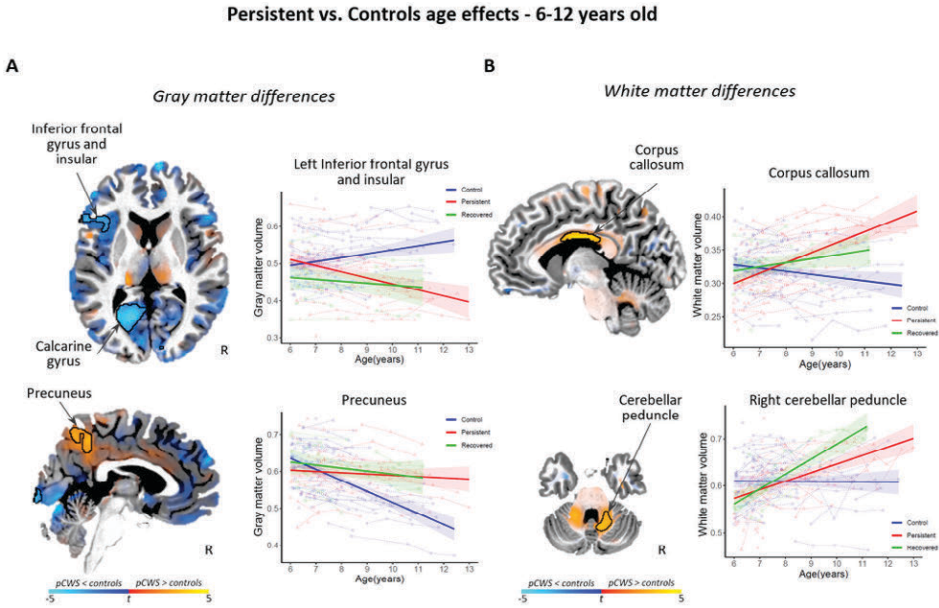 Persistent vs. Controls age effects - 6-12 years old
A
Gray matter differences
Inferior frontal
gyrus and
insular
Calcarine
gyrus
R
Left Inferior frontal gyrus
and insular
Control
Persistent
Recovered
Gray matter volume
0.6
0.5
0.4
0.3
6 7 8 9 10 11 12 13
Age(years)
Precuneus
R
Precuneus
Control
Persistent
Recovered
Gray matter volume
0.7
0.6
0.5
0.4
6 7 8 9 10 11 12 13
Age(years)
pCWS < controls pCWS > controls
-5 t 5
B
White matter differences
Corpus
callosum
Corpus callosum
White matter volume
0.40
0.35
0.30
0.25
Control
Persistent
Recovered
6 7 8 9 10 11 12 13
Age(years)
Cerebellar
peduncle
R
Right cerebellar peduncle
White matter volume
0.7
0.6
0.5
Control
Persistent
Recovered
6 7 8 9 10 11 12 13
Age(years)
pCWS < controls pCWS > controls
-5 t 5